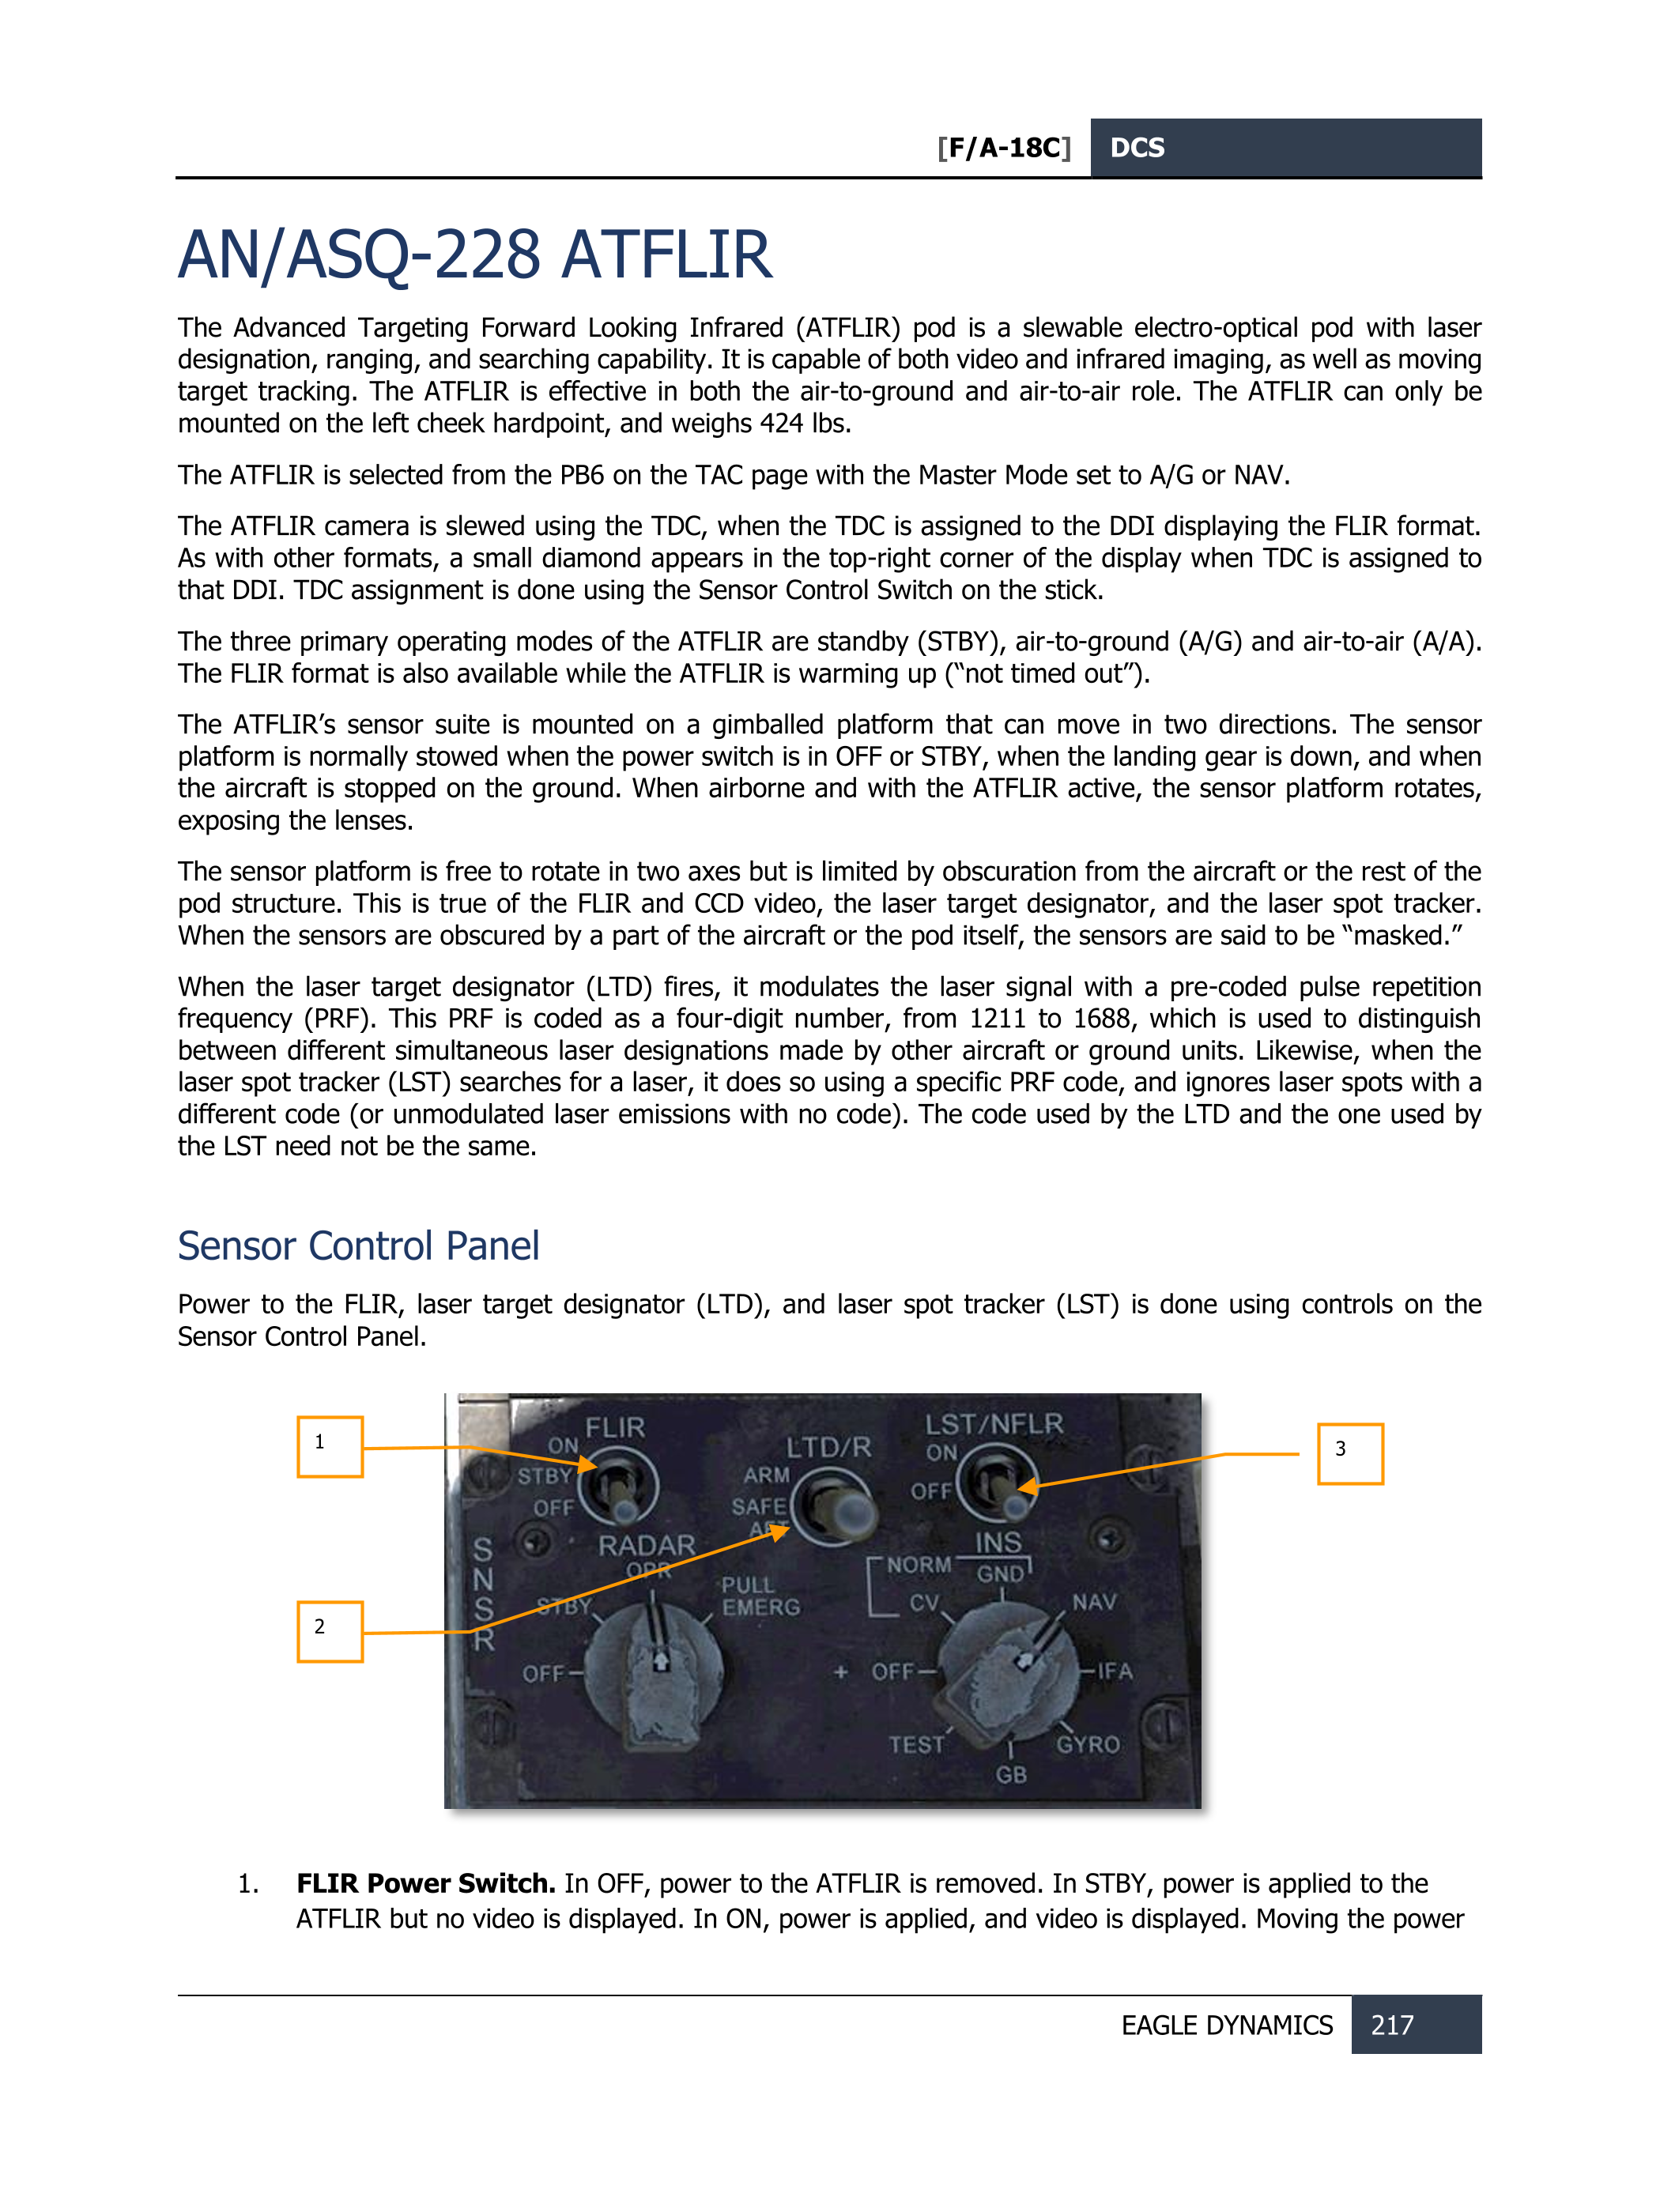 [F/A-18C] DCS
AN/ASQ-228 ATFLIR
The Advanced Targeting Forward Looking Infrared (ATFLIR) pod is a slewable electro-optical pod with laser
designation, ranging, and searching capability. It is capable of both video and infrared imaging, as well as moving
target tracking. The ATFLIR is effective in both the air-to-ground and air-to-air role. The ATFLIR can only be
mounted on the left cheek hardpoint, and weighs 424 lbs.
The ATFLIR is selected from the PB6 on the TAC page with the Master Mode set to A/G or NAV.
The ATFLIR camera is slewed using the TDC, when the TDC is assigned to the DDI displaying the FLIR format.
As with other formats, a small diamond appears in the top-right corner of the display when TDC is assigned to
that DDI. TDC assignment is done using the Sensor Control Switch on the stick.
The three primary operating modes of the ATFLIR are standby (STBY), air-to-ground (A/G) and air-to-air (A/A).
The FLIR format is also available while the ATFLIR is warming up (“not timed out”).
The ATFLIR’s sensor suite is mounted on a gimballed platform that can move in two directions. The sensor
platform is normally stowed when the power switch is in OFF or STBY, when the landing gear is down, and when
the aircraft is stopped on the ground. When airborne and with the ATFLIR active, the sensor platform rotates,
exposing the lenses.
The sensor platform is free to rotate in two axes but is limited by obscuration from the aircraft or the rest of the
pod structure. This is true of the FLIR and CCD video, the laser target designator, and the laser spot tracker.
When the sensors are obscured by a part of the aircraft or the pod itself, the sensors are said to be “masked.”
When the laser target designator (LTD) fires, it modulates the laser signal with a pre-coded pulse repetition
frequency (PRF). This PRF is coded as a four-digit number, from 1211 to 1688, which is used to distinguish
between different simultaneous laser designations made by other aircraft or ground units. Likewise, when the
laser spot tracker (LST) searches for a laser, it does so using a specific PRF code, and ignores laser spots with a
different code (or unmodulated laser emissions with no code). The code used by the LTD and the one used by
the LST need not be the same.
Sensor Control Panel
Power to the FLIR, laser target designator (LTD), and laser spot tracker (LST) is done using controls on the
Sensor Control Panel.
1
2
3
SNSR
FLIR
ON
STBY
OFF
LTD/R
ARM
SAFE
AFT
LST/NFLR
ON
OFF
RADAR
OFF
STBY
OPR
PULL
EMERG
INS
NORM
+ OFF
CV
GND
NAV
IFA
GYRO
GB
TEST
1. FLIR Power Switch. In OFF, power to the ATFLIR is removed. In STBY, power is applied to the
ATFLIR but no video is displayed. In ON, power is applied, and video is displayed. Moving the power
EAGLE DYNAMICS 217